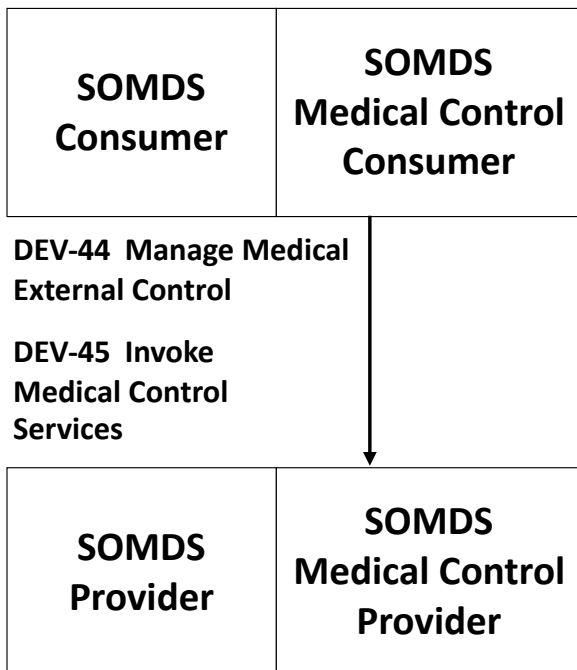 SOMDS
Consumer
SOMDS
Medical Control
Consumer
DEV-44 Manage Medical
External Control
DEV-45 Invoke
Medical Control
Services
SOMDS
Provider
SOMDS
Medical Control
Provider